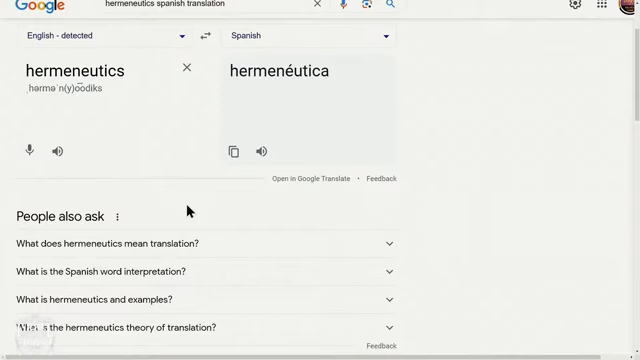 Google
hermeneutics spanish translation
English - detected
Spanish
hermeneutics
hermenéutica
ˌhərməˈn(y)o͞odiks
Open in Google Translate • Feedback
People also ask
What does hermeneutics mean translation?
What is the Spanish word interpretation?
What is hermeneutics and examples?
What is the hermeneutics theory of translation?
Feedback